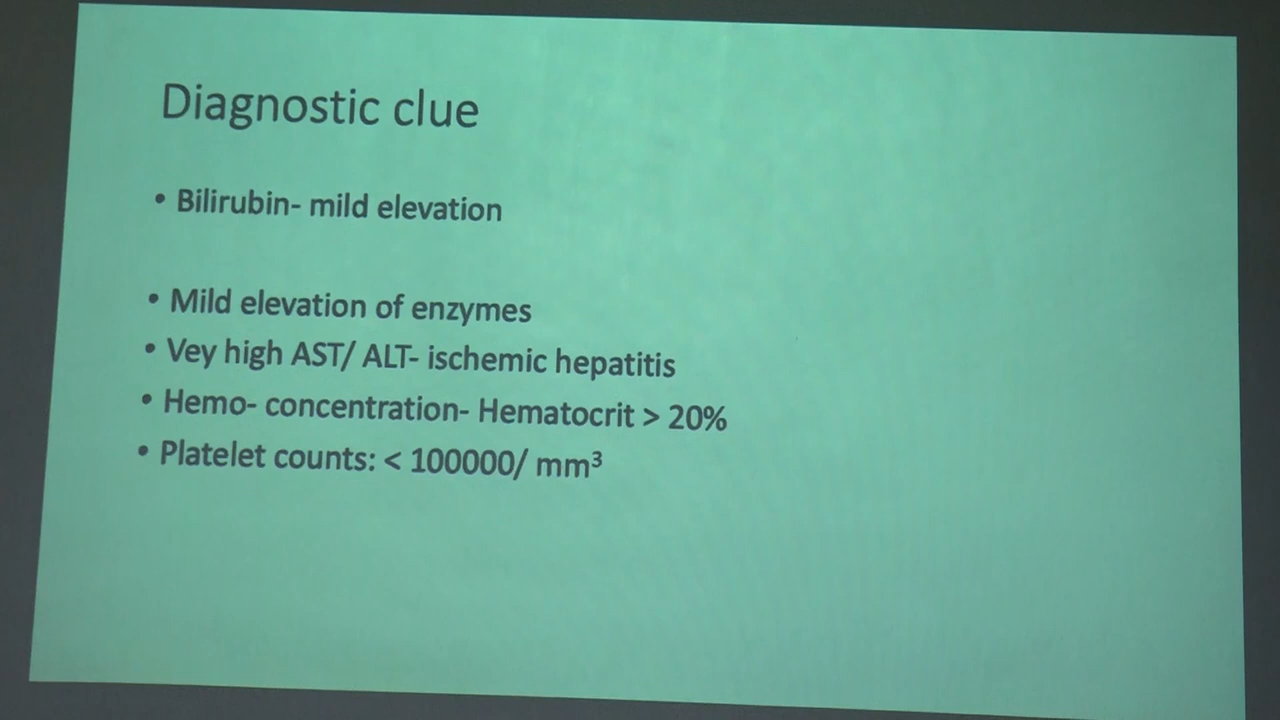 Diagnostic clue
• Bilirubin- mild elevation
• Mild elevation of enzymes
• Vey high AST/ ALT- ischemic hepatitis
• Hemo- concentration- Hematocrit > 20%
• Platelet counts: < 100000/ mm³